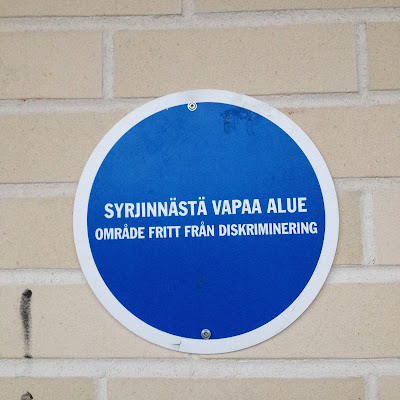 SYRJINNÄSTÄ VAPAA ALUE
OMRÅDE FRITT FRÅN DISKRIMINERING